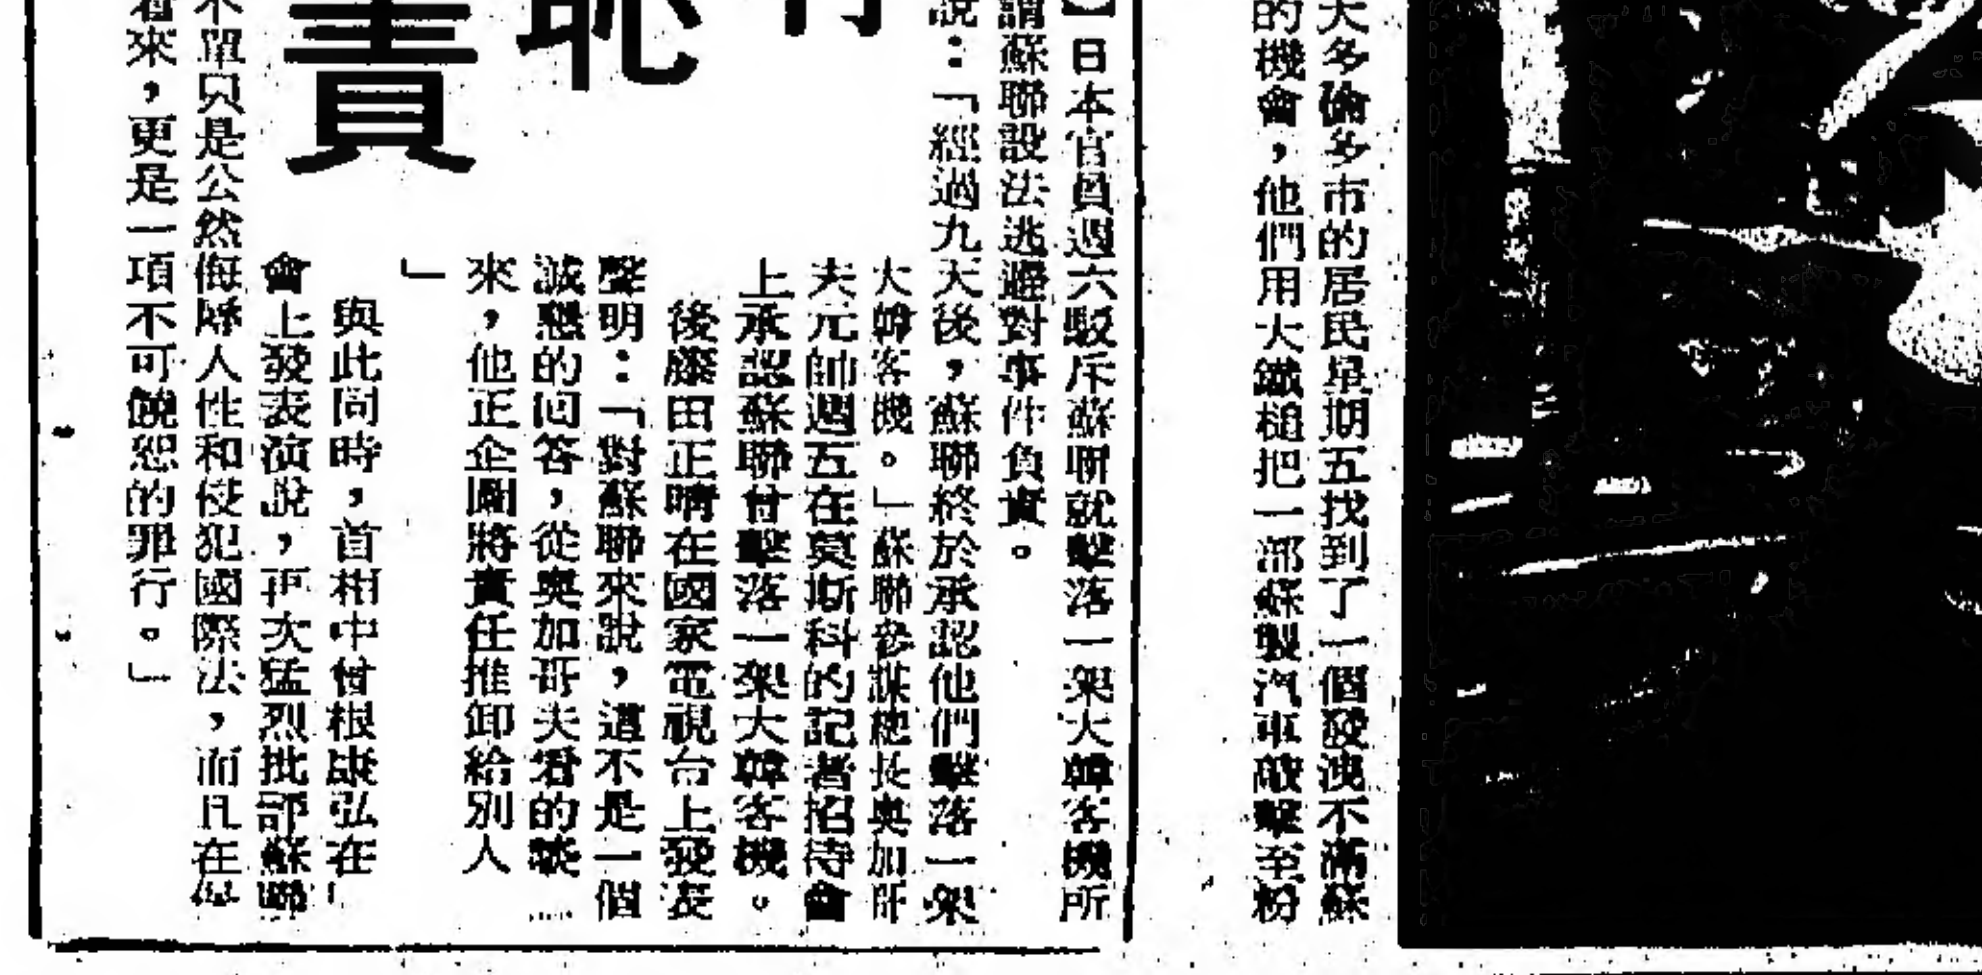 大多倫多市的居民星期五找到了一個發洩不滿蘇
的機會，他們用大鐵槌把一部蘇製汽車敲擊至粉
】日本官員週六駁斥蘇聯就擊落一架大韓客機所
謂蘇聯設法逃避對事件負責。
說：「經過九天後，蘇聯終於承認他們擊落一架
大韓客機。」蘇聯參謀總長奧加哥
夫元帥週五在莫斯科的記者招待會
上承認蘇聯曾擊落一架大韓客機。
後藤田正晴在國家電視台上發表
聲明：「對蘇聯來說，這不是一個
誠懇的回答，從奧加哥夫君的談
來，他正企圖將責任推卸給別人
」
恥
責
與此同時，首相中曾根康弘在
會上發表演說，再次猛烈批評蘇聯
不單只是公然侮辱人性和侵犯國際法，而且在
看來，更是一項不可饒恕的罪行。」